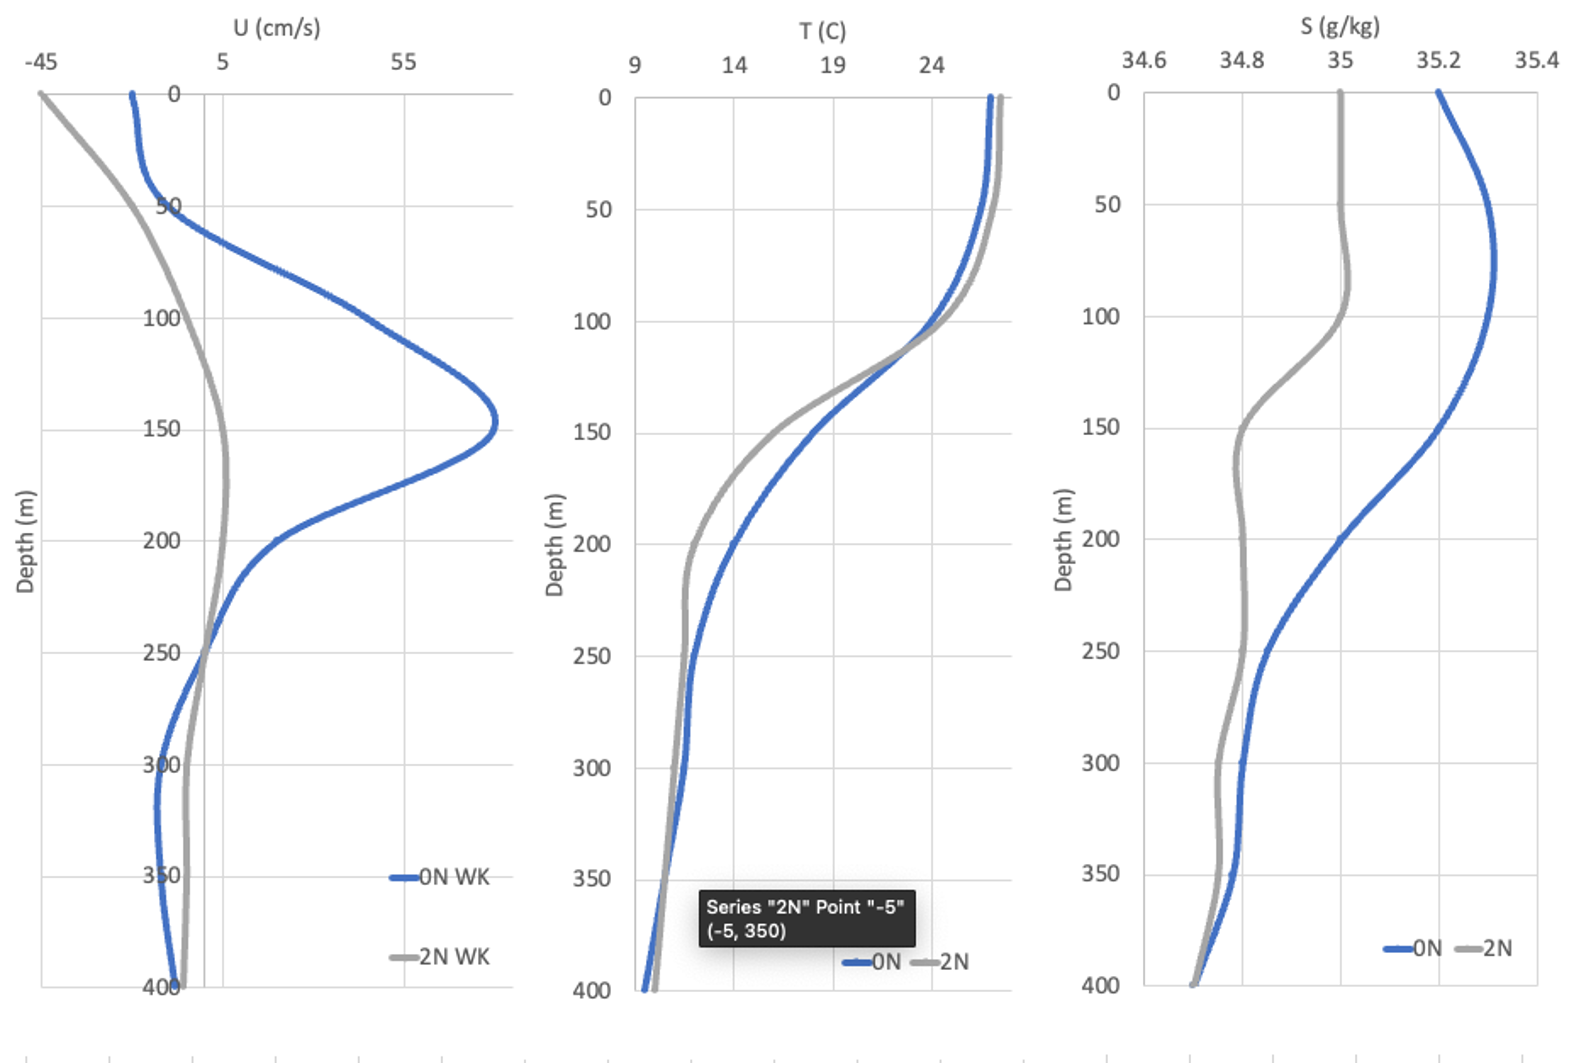 U (cm/s)
-45 5 55
0
50
100
150
200
250
300
350
400
Depth (m)
0N WK
2N WK
T (C)
9 14 19 24
0
50
100
150
200
250
300
350
400
Depth (m)
Series "2N" Point "-5"
(-5, 350)
0N 2N
S (g/kg)
34.6 34.8 35 35.2 35.4
0
50
100
150
200
250
300
350
400
Depth (m)
0N 2N